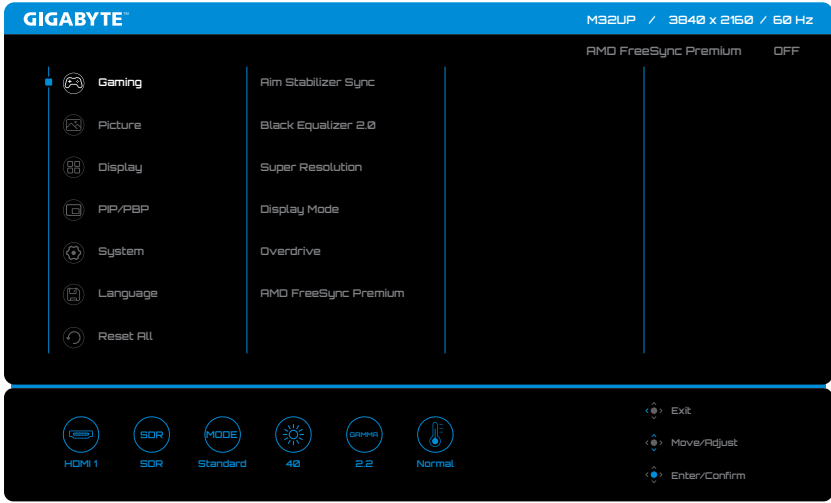 GIGABYTE™
M32UP / 3840 x 2160 / 60 Hz
AMD FreeSync Premium OFF
Gaming
Picture
Display
PIP/PBP
System
Language
Reset All
Aim Stabilizer Sync
Black Equalizer 2.0
Super Resolution
Display Mode
Overdrive
AMD FreeSync Premium
SDR
MODE
GAMMA
HDMI 1
SDR
Standard
40
2.2
Normal
Exit
Move/Adjust
Enter/Confirm